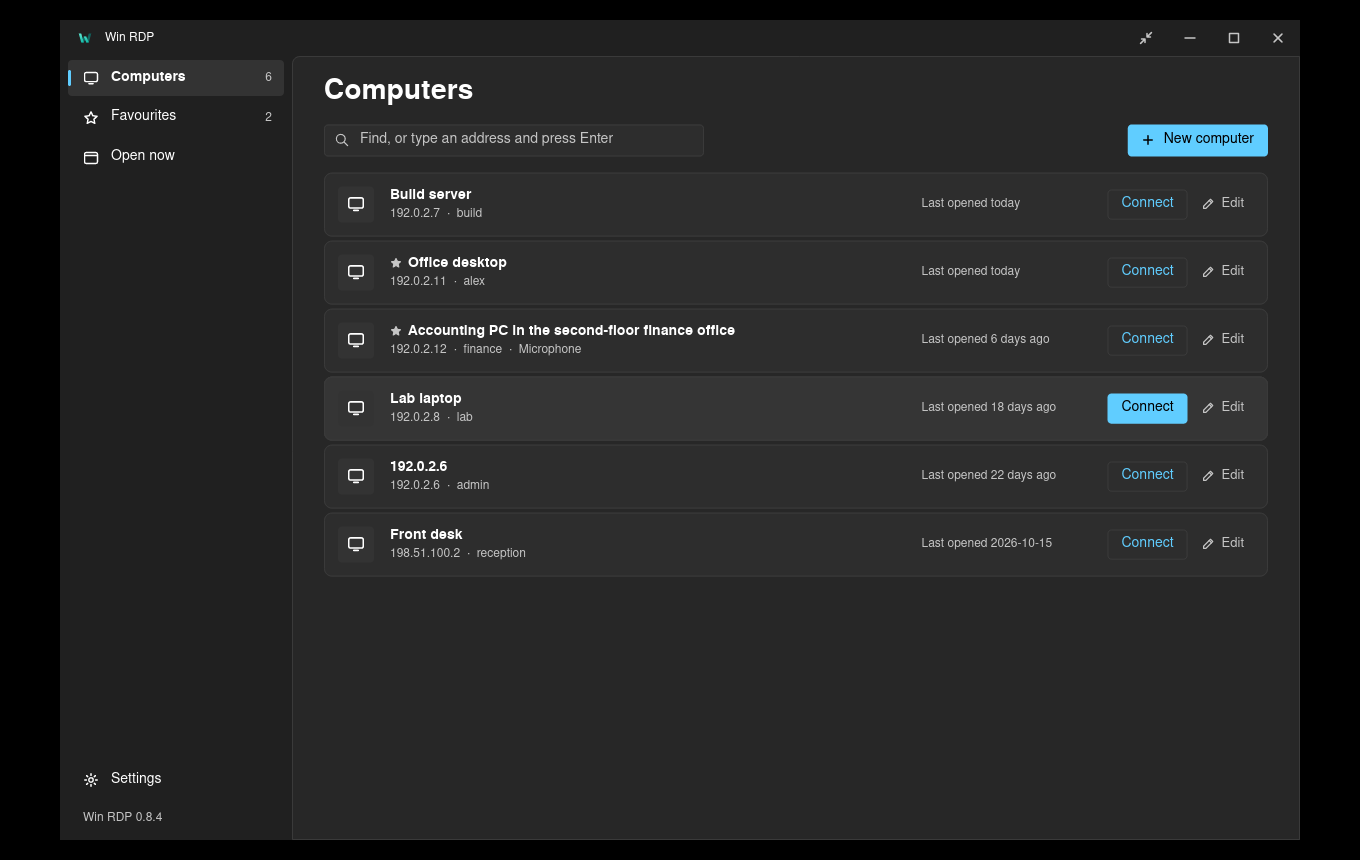 Win RDP
Computers 6
Favourites 2
Open now
Settings
Win RDP 0.8.4
Computers
Find, or type an address and press Enter
New computer
Build server
192.0.2.7 · build
Last opened today
Connect
Edit
Office desktop
192.0.2.11 · alex
Last opened today
Connect
Edit
Accounting PC in the second-floor finance office
192.0.2.12 · finance · Microphone
Last opened 6 days ago
Connect
Edit
Lab laptop
192.0.2.8 · lab
Last opened 18 days ago
Connect
Edit
192.0.2.6
192.0.2.6 · admin
Last opened 22 days ago
Connect
Edit
Front desk
198.51.100.2 · reception
Last opened 2026-10-15
Connect
Edit